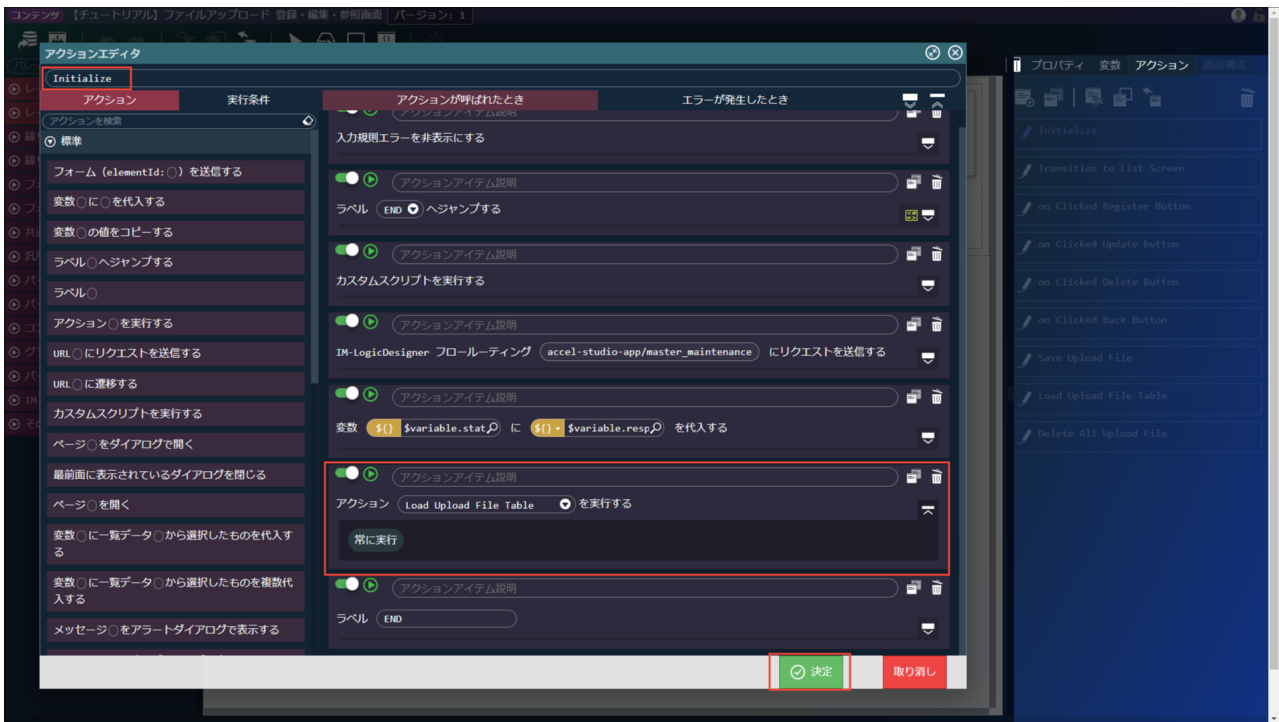 コンテンツ 【チュートリアル】ファイルアップロード 登録・編集・参照画面 バージョン: 1
アクションエディタ
Initialize
アクション 実行条件 アクションが呼ばれたとき エラーが発生したとき
アクションを検索
標準
フォーム (elementId:○) を送信する
変数○に○を代入する
変数○の値をコピーする
ラベル○へジャンプする
ラベル○
アクション○を実行する
URL○にリクエストを送信する
URL○に遷移する
カスタムスクリプトを実行する
ページ○をダイアログで開く
最前面に表示されているダイアログを閉じる
ページ○を開く
変数○に一覧データ○から選択したものを代入す
る
変数○に一覧データ○から選択したものを複数代
入する
メッセージ○をアラートダイアログで表示する
アクションアイテム説明
入力規則エラーを非表示にする
アクションアイテム説明
ラベル END へジャンプする
アクションアイテム説明
カスタムスクリプトを実行する
アクションアイテム説明
IM-LogicDesigner フロールーティング accel-studio-app/master_maintenance にリクエストを送信する
アクションアイテム説明
変数 ${} $variable.stat に ${} $variable.resp を代入する
アクションアイテム説明
アクション Load Upload File Table を実行する
常に実行
アクションアイテム説明
ラベル END
決定 取り消し
プロパティ 変数 アクション 画面構成
Initialize
Transition to List Screen
on Clicked Register Button
on Clicked Update button
on Clicked Delete Button
on Clicked Back Button
Save Upload File
Load Upload File Table
Delete All Upload File